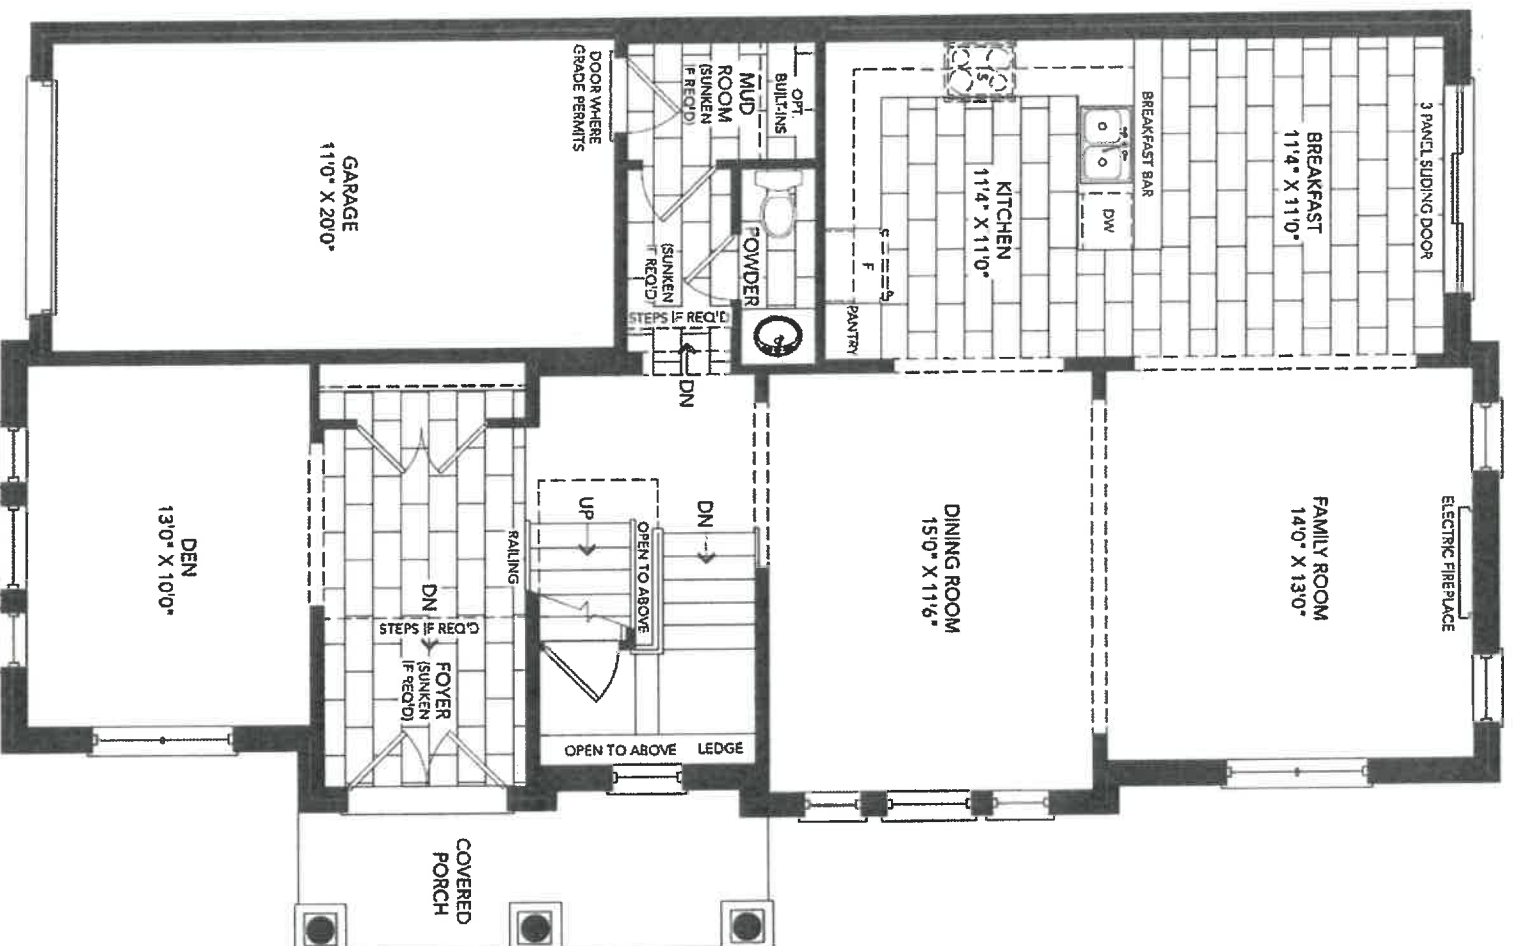 3 PANEL SLIDING DOOR
BREAKFAST
11'4" X 11'0"
BREAKFAST BAR
DW
S
KITCHEN
11'4" X 11'0"
F
PANTRY
OPT.
BUILT-INS
MUD
ROOM
(SUNKEN
IF REQ'D)
DOOR WHERE
GRADE PERMITS
GARAGE
11'0" X 20'0"
POWDER
(SUNKEN
IF REQ'D)
STEPS IF REQ'D
DN
ELECTRIC FIREPLACE
FAMILY ROOM
14'0" X 13'0"
DINING ROOM
15'0" X 11'6"
DN
OPEN TO ABOVE
UP
RAILING
DN
STEPS IF REQ'D
FOYER
(SUNKEN
IF REQ'D)
DEN
13'0" X 10'0"
OPEN TO ABOVE
LEDGE
COVERED
PORCH